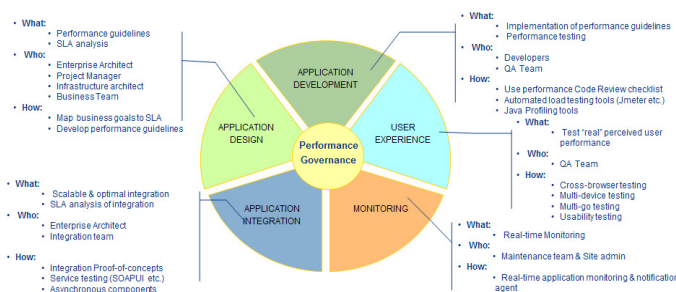 What:
Performance guidelines
SLA analysis
Who:
Enterprise Architect
Project Manager
Infrastructure architect
Business Team
How:
Map business goals to SLA
Develop performance guidelines
What:
Implementation of performance guidelines
Performance testing
Who:
Developers
QA Team
How:
Use performance Code Review checklist
Automated load testing tools (Jmeter etc.)
Java Profiling tools
APPLICATION
DEVELOPMENT
APPLICATION
DESIGN
USER
EXPERIENCE
Performance
Governance
APPLICATION
INTEGRATION
MONITORING
What:
Test "real" perceived user
performance
Who:
QA Team
How:
Cross-browser testing
Multi-device testing
Multi-go testing
Usability testing
What:
Scalable & optimal integration
SLA analysis of integration
Who:
Enterprise Architect
Integration team
How:
Integration Proof-of-concepts
Service testing (SOAPUI etc.)
Asynchronous components
What:
Real-time Monitoring
Who:
Maintenance team & Site admin
How:
Real-time application monitoring & notification
agent